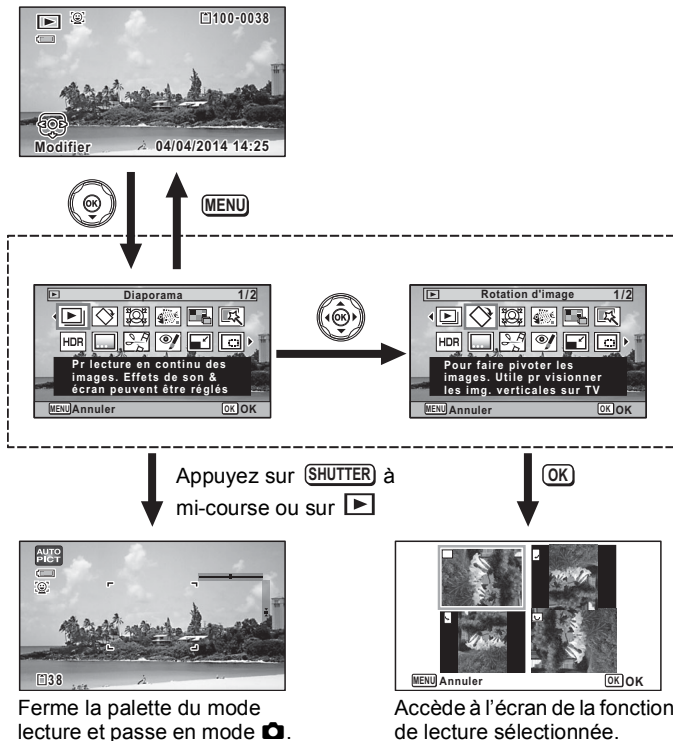 100-0038
Modifier 04/04/2014 14:25
OK
MENU
Diaporama 1/2
HDR
Pr lecture en continu des
images. Effets de son &
écran peuvent être réglés
MENU Annuler OK OK
OK
Rotation d'image 1/2
HDR
Pour faire pivoter les
images. Utile pr visionner
les img. verticales sur TV
MENU Annuler OK OK
Appuyez sur SHUTTER à
mi-course ou sur
OK
AUTO
PICT
38
Ferme la palette du mode
lecture et passe en mode .
MENU Annuler OK OK
Accède à l'écran de la fonction
de lecture sélectionnée.